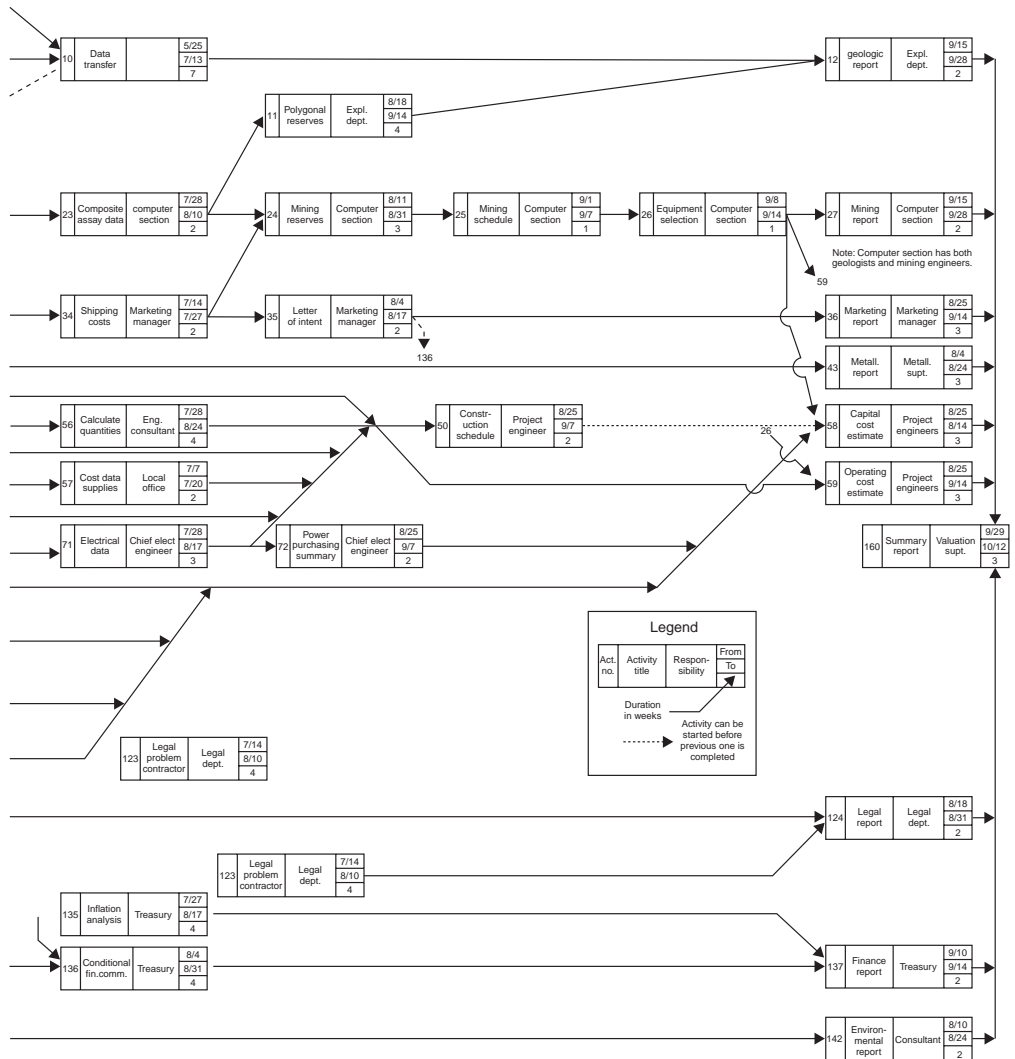 10
Data
transfer
5/25
7/13
7
12
geologic
report
Expl.
dept.
9/15
9/28
2
11
Polygonal
reserves
Expl.
dept.
8/18
9/14
4
23
Composite
assay data
computer
section
7/28
8/10
2
24
Mining
reserves
Computer
section
8/11
8/31
3
25
Mining
schedule
Computer
section
9/1
9/7
1
26
Equipment
selection
Computer
section
9/8
9/14
1
27
Mining
report
Computer
section
9/15
9/28
2
Note: Computer section has both
geologists and mining engineers.
59
34
Shipping
costs
Marketing
manager
7/14
7/27
2
35
Letter
of intent
Marketing
manager
8/4
8/17
2
136
36
Marketing
report
Marketing
manager
8/25
9/14
3
43
Metall.
report
Metall.
supt.
8/4
8/24
3
56
Calculate
quantities
Eng.
consultant
7/28
8/24
4
50
Constr-
uction
schedule
Project
engineer
8/25
9/7
2
26
58
Capital
cost
estimate
Project
engineers
8/25
8/14
3
57
Cost data
supplies
Local
office
7/7
7/20
2
59
Operating
cost
estimate
Project
engineers
8/25
9/14
3
71
Electrical
data
Chief elect
engineer
7/28
8/17
3
72
Power
purchasing
summary
Chief elect
engineer
8/25
9/7
2
160
Summary
report
Valuation
supt.
9/29
10/12
3
Legend
Act.
no.
Activity
title
Respon-
sibility
From
To
Duration
in weeks
Activity can be
started before
previous one is
completed
123
Legal
problem
contractor
Legal
dept.
7/14
8/10
4
124
Legal
report
Legal
dept.
8/18
8/31
2
123
Legal
problem
contractor
Legal
dept.
7/14
8/10
4
135
Inflation
analysis
Treasury
7/27
8/17
4
136
Conditional
fin.comm.
Treasury
8/4
8/31
4
137
Finance
report
Treasury
9/10
9/14
2
142
Environ-
mental
report
Consultant
8/10
8/24
2